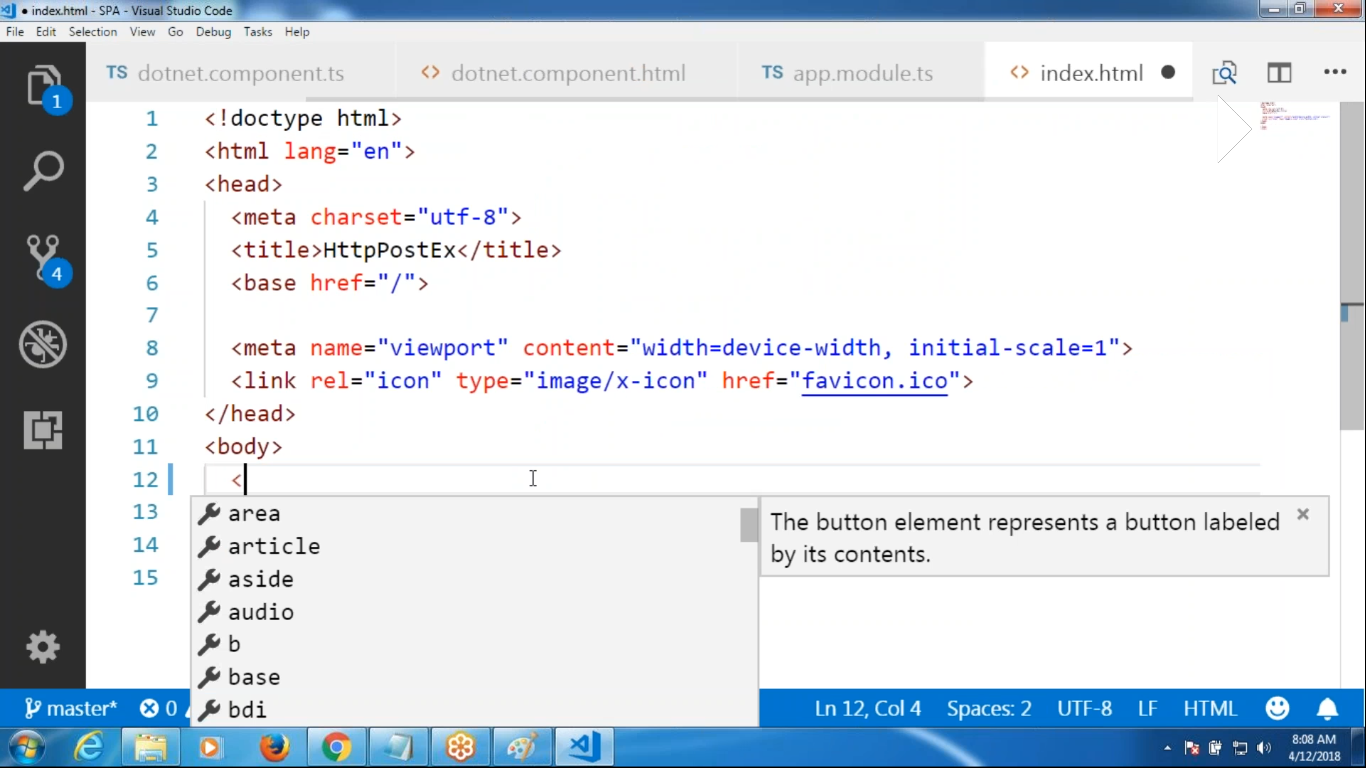 ● index.html - SPA - Visual Studio Code
File Edit Selection View Go Debug Tasks Help
TS dotnet.component.ts <> dotnet.component.html TS app.module.ts <> index.html ●
1 <!doctype html>
2 <html lang="en">
3 <head>
4 <meta charset="utf-8">
5 <title>HttpPostEx</title>
6 <base href="/">
7
8 <meta name="viewport" content="width=device-width, initial-scale=1">
9 <link rel="icon" type="image/x-icon" href="favicon.ico">
10 </head>
11 <body>
12 <
13
14
15
area
article
aside
audio
b
base
bdi
The button element represents a button labeled
by its contents.
1
4
master* 0 Ln 12, Col 4 Spaces: 2 UTF-8 LF HTML
8:08 AM
4/12/2018